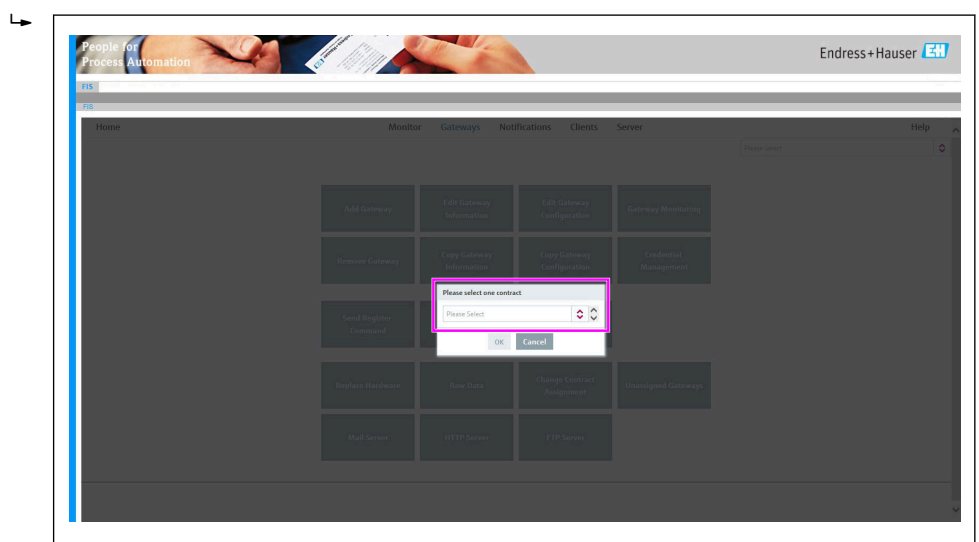 People for
Process Automation
Endress+Hauser EH
FIS
FIS
Home Monitor Gateways Notifications Clients Server Help
Please Select
Add Gateway
Edit Gateway
Information
Edit Gateway
Configuration
Gateway Monitoring
Remove Gateway
Copy Gateway
Information
Copy Gateway
Configuration
Credential
Management
Please select one contract
Please Select
OK Cancel
Send Register
Command
Replace Hardware
Raw Data
Change Contract
Assignment
Unassigned Gateways
Mail Server
HTTP Server
FTP Server